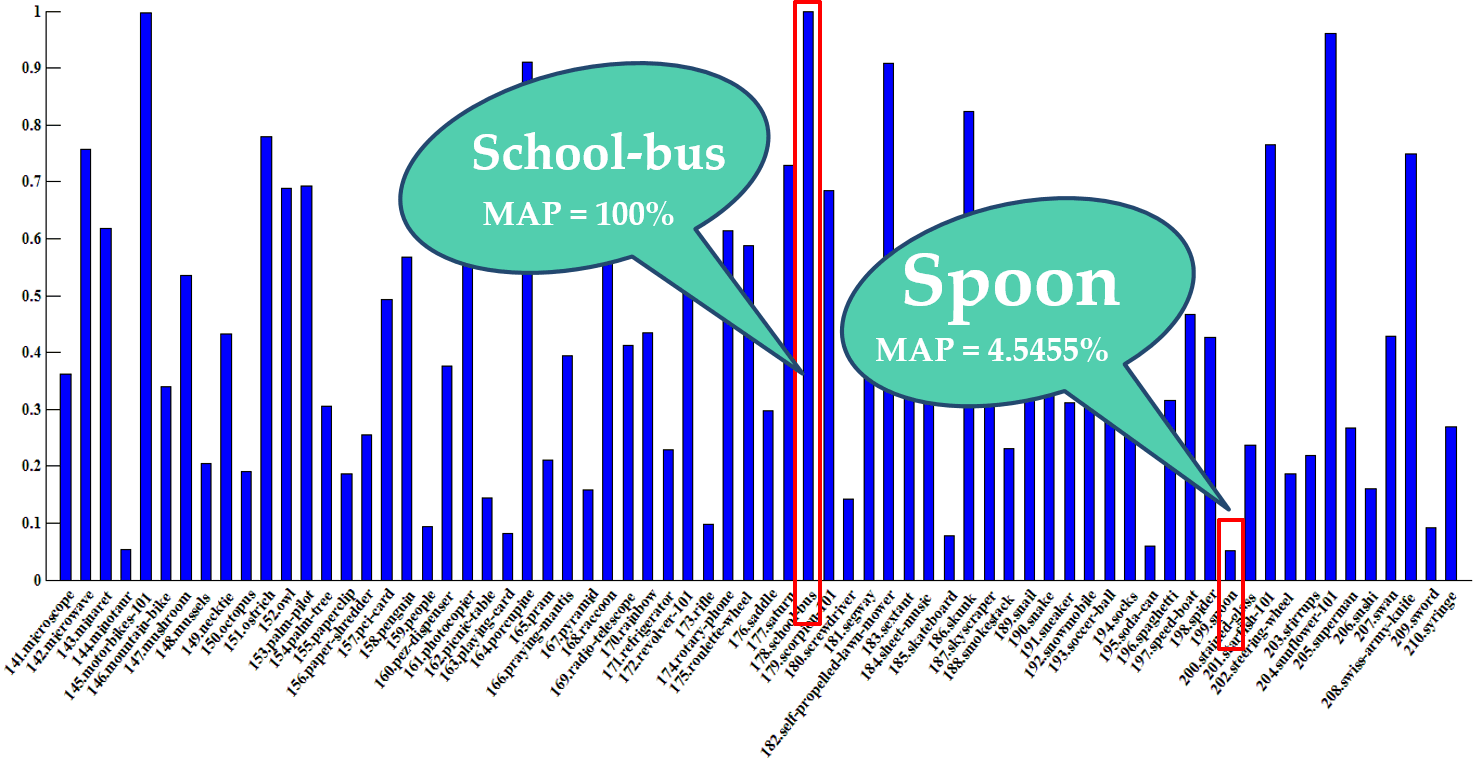 1
0.9
0.8
0.7
0.6
0.5
0.4
0.3
0.2
0.1
0
School-bus
MAP = 100%
Spoon
MAP = 4.5455%
141.microscope
142.microwave
143.minaret
144.minotaur
145.motorbikes-101
146.mountain-bike
147.mushroom
148.mussels
149.necktie
150.octopus
151.ostrich
152.owl
153.palm-pilot
154.palm-tree
155.paperclip
156.paper-shredder
157.pci-card
158.penguin
159.people
160.pez-dispenser
161.photocopier
162.picnic-table
163.playing-card
164.porcupine
165.pram
166.praying-mantis
167.pyramid
168.raccoon
169.radio-telescope
170.rainbow
171.refrigerator
172.revolver-101
173.rifle
174.rotary-phone
175.roulette-wheel
176.saddle
177.saturn
178.school-bus
179.scorpion-101
180.screwdriver
181.segway
182.self-propelled-lawn-mower
183.sextant
184.sheet-music
185.skateboard
186.skunk
187.skyscraper
188.smokestack
189.snail
190.snake
191.sneaker
192.snowmobile
193.soccer-ball
194.socks
195.soda-can
196.spaghetti
197.speed-boat
198.spider
199.spoon
200.stained-glass
201.starfish-101
202.steering-wheel
203.stirrups
204.sunflower-101
205.superman
206.sushi
207.swan
208.swiss-army-knife
209.sword
210.syringe